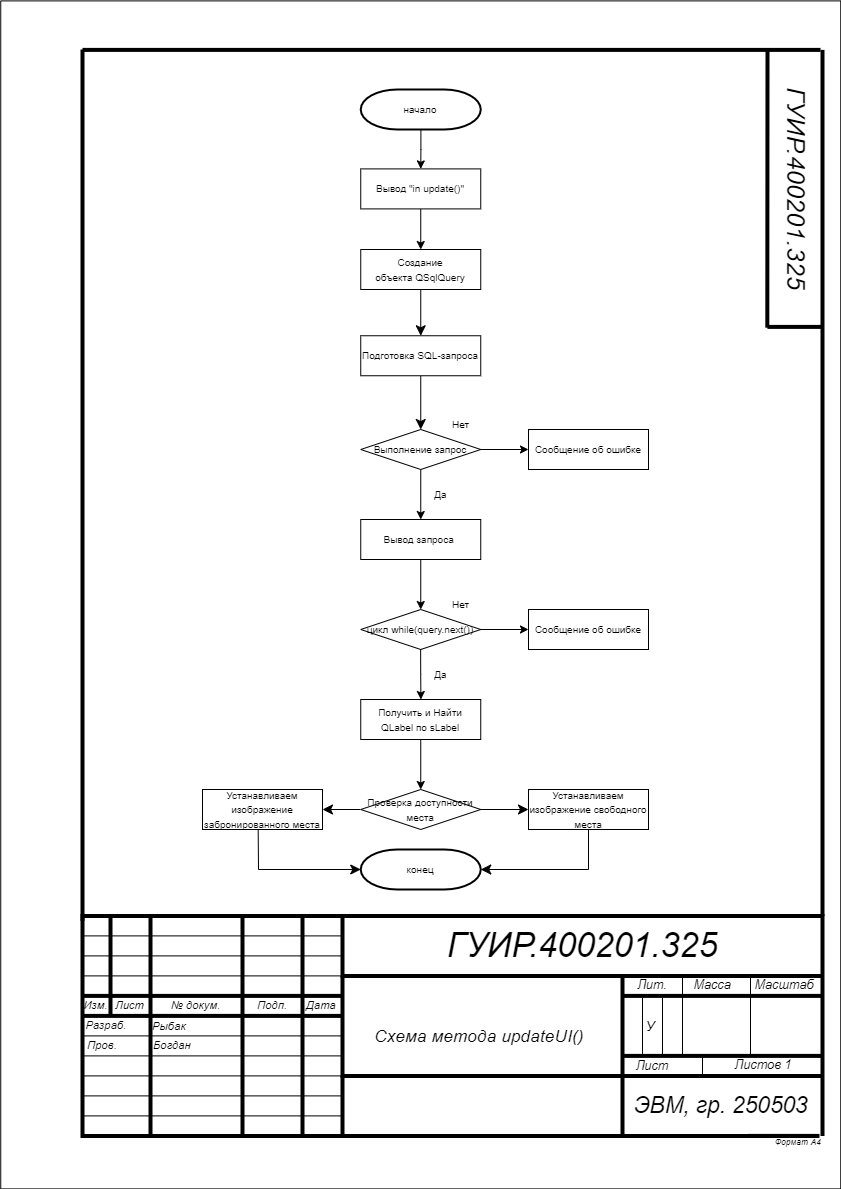 ГУИР.400201.325
начало
Вывод "in update()"
Создание
объекта QSqlQuery
Подготовка SQL-запроса
Нет
Выполнение запрос
Сообщение об ошибке
Да
Вывод запроса
Нет
цикл while(query.next())
Сообщение об ошибке
Да
Получить и Найти
QLabel по sLabel
Устанавливаем
изображение
забронированного места
Проверка доступности
места
Устанавливаем
изображение свободного
места
конец
ГУИР.400201.325
Лит. Масса Масштаб
Изм. Лист № докум. Подп. Дата
Разраб. Рыбак
Пров. Богдан
Схема метода updateUI()
У
Лист Листов 1
ЭВМ, гр. 250503
Формат А4